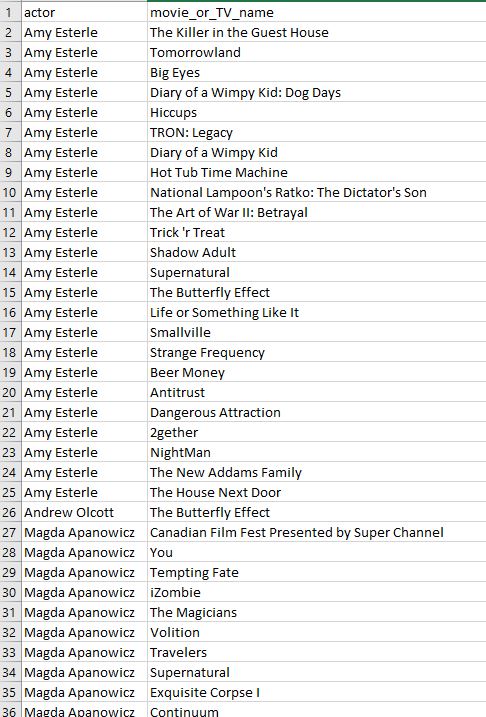 1 actor movie_or_TV_name
2 Amy Esterle The Killer in the Guest House
3 Amy Esterle Tomorrowland
4 Amy Esterle Big Eyes
5 Amy Esterle Diary of a Wimpy Kid: Dog Days
6 Amy Esterle Hiccups
7 Amy Esterle TRON: Legacy
8 Amy Esterle Diary of a Wimpy Kid
9 Amy Esterle Hot Tub Time Machine
10 Amy Esterle National Lampoon's Ratko: The Dictator's Son
11 Amy Esterle The Art of War II: Betrayal
12 Amy Esterle Trick 'r Treat
13 Amy Esterle Shadow Adult
14 Amy Esterle Supernatural
15 Amy Esterle The Butterfly Effect
16 Amy Esterle Life or Something Like It
17 Amy Esterle Smallville
18 Amy Esterle Strange Frequency
19 Amy Esterle Beer Money
20 Amy Esterle Antitrust
21 Amy Esterle Dangerous Attraction
22 Amy Esterle 2gether
23 Amy Esterle NightMan
24 Amy Esterle The New Addams Family
25 Amy Esterle The House Next Door
26 Andrew Olcott The Butterfly Effect
27 Magda Apanowicz Canadian Film Fest Presented by Super Channel
28 Magda Apanowicz You
29 Magda Apanowicz Tempting Fate
30 Magda Apanowicz iZombie
31 Magda Apanowicz The Magicians
32 Magda Apanowicz Volition
33 Magda Apanowicz Travelers
34 Magda Apanowicz Supernatural
35 Magda Apanowicz Exquisite Corpse I
36 Magda Apanowicz Continuum